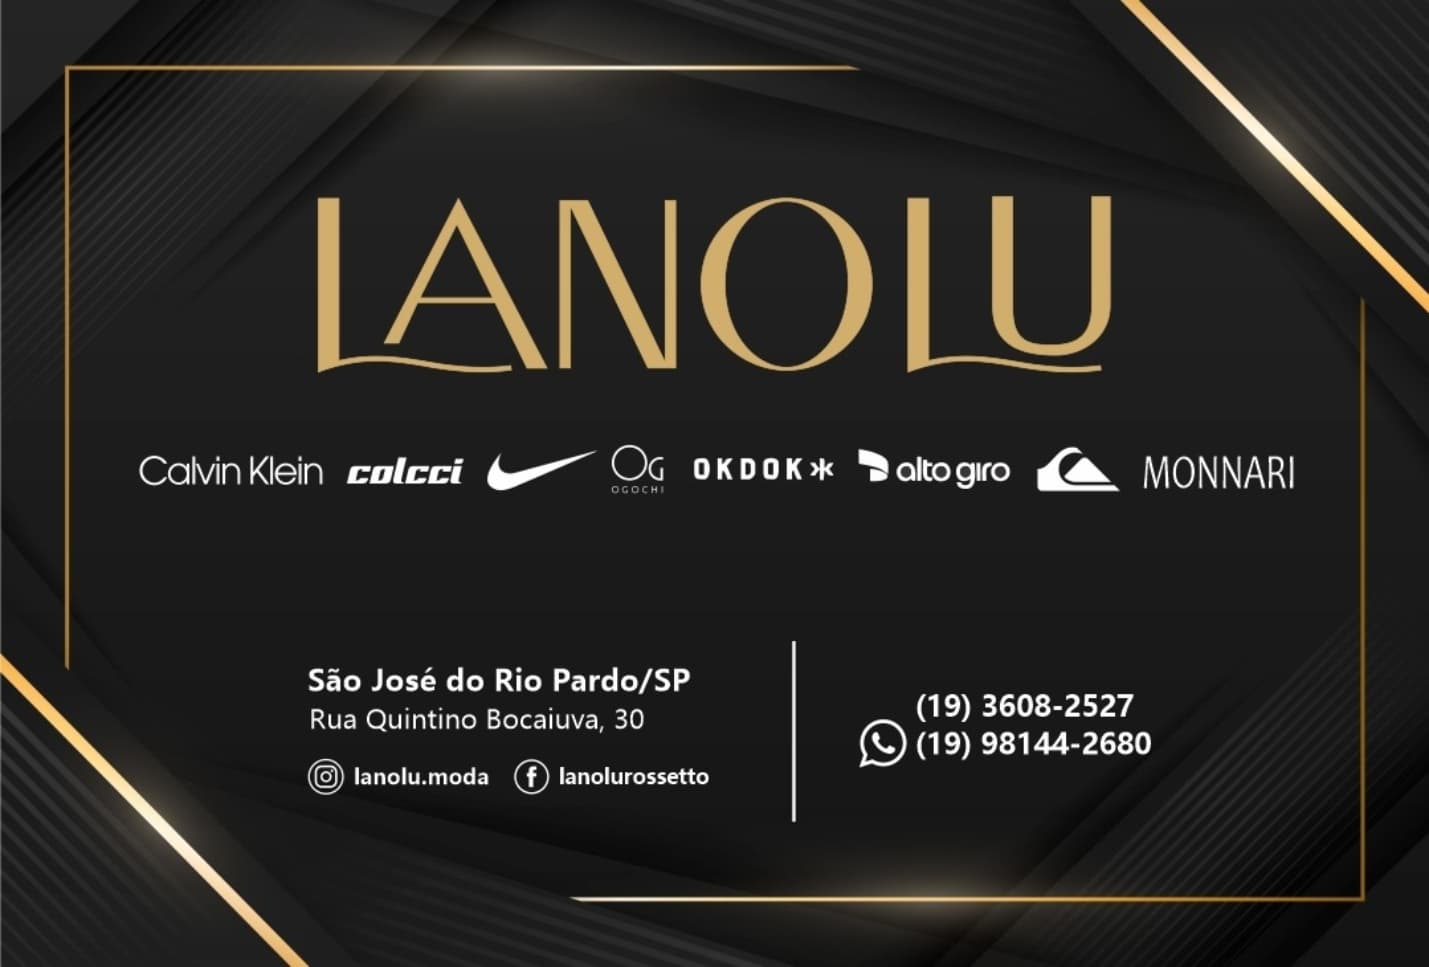 LANOLU
Calvin Klein colcci OG OGOCHI OKDOK alto giro MONNARI
São José do Rio Pardo/SP
Rua Quintino Bocaiuva, 30
lanolu.moda lanolurossetto
(19) 3608-2527
(19) 98144-2680